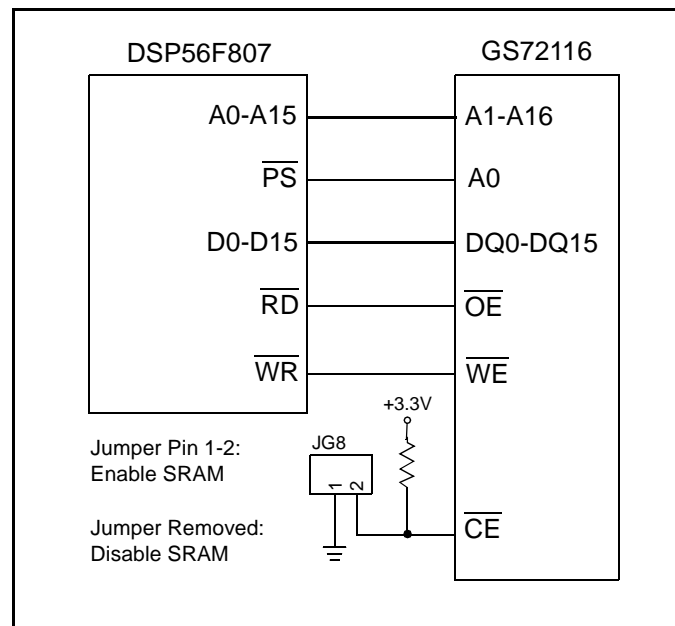 DSP56F807 GS72116
A0-A15 A1-A16
PS A0
D0-D15 DQ0-DQ15
RD OE
WR WE
+3.3V
Jumper Pin 1-2: JG8
Enable SRAM
1 2
Jumper Removed: CE
Disable SRAM